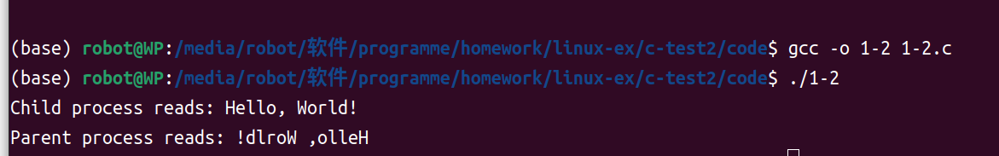 (base) robot@WP:/media/robot/软件/programme/homework/linux-ex/c-test2/code$ gcc -o 1-2 1-2.c
(base) robot@WP:/media/robot/软件/programme/homework/linux-ex/c-test2/code$ ./1-2
Child process reads: Hello, World!
Parent process reads: !dlroW ,olleH